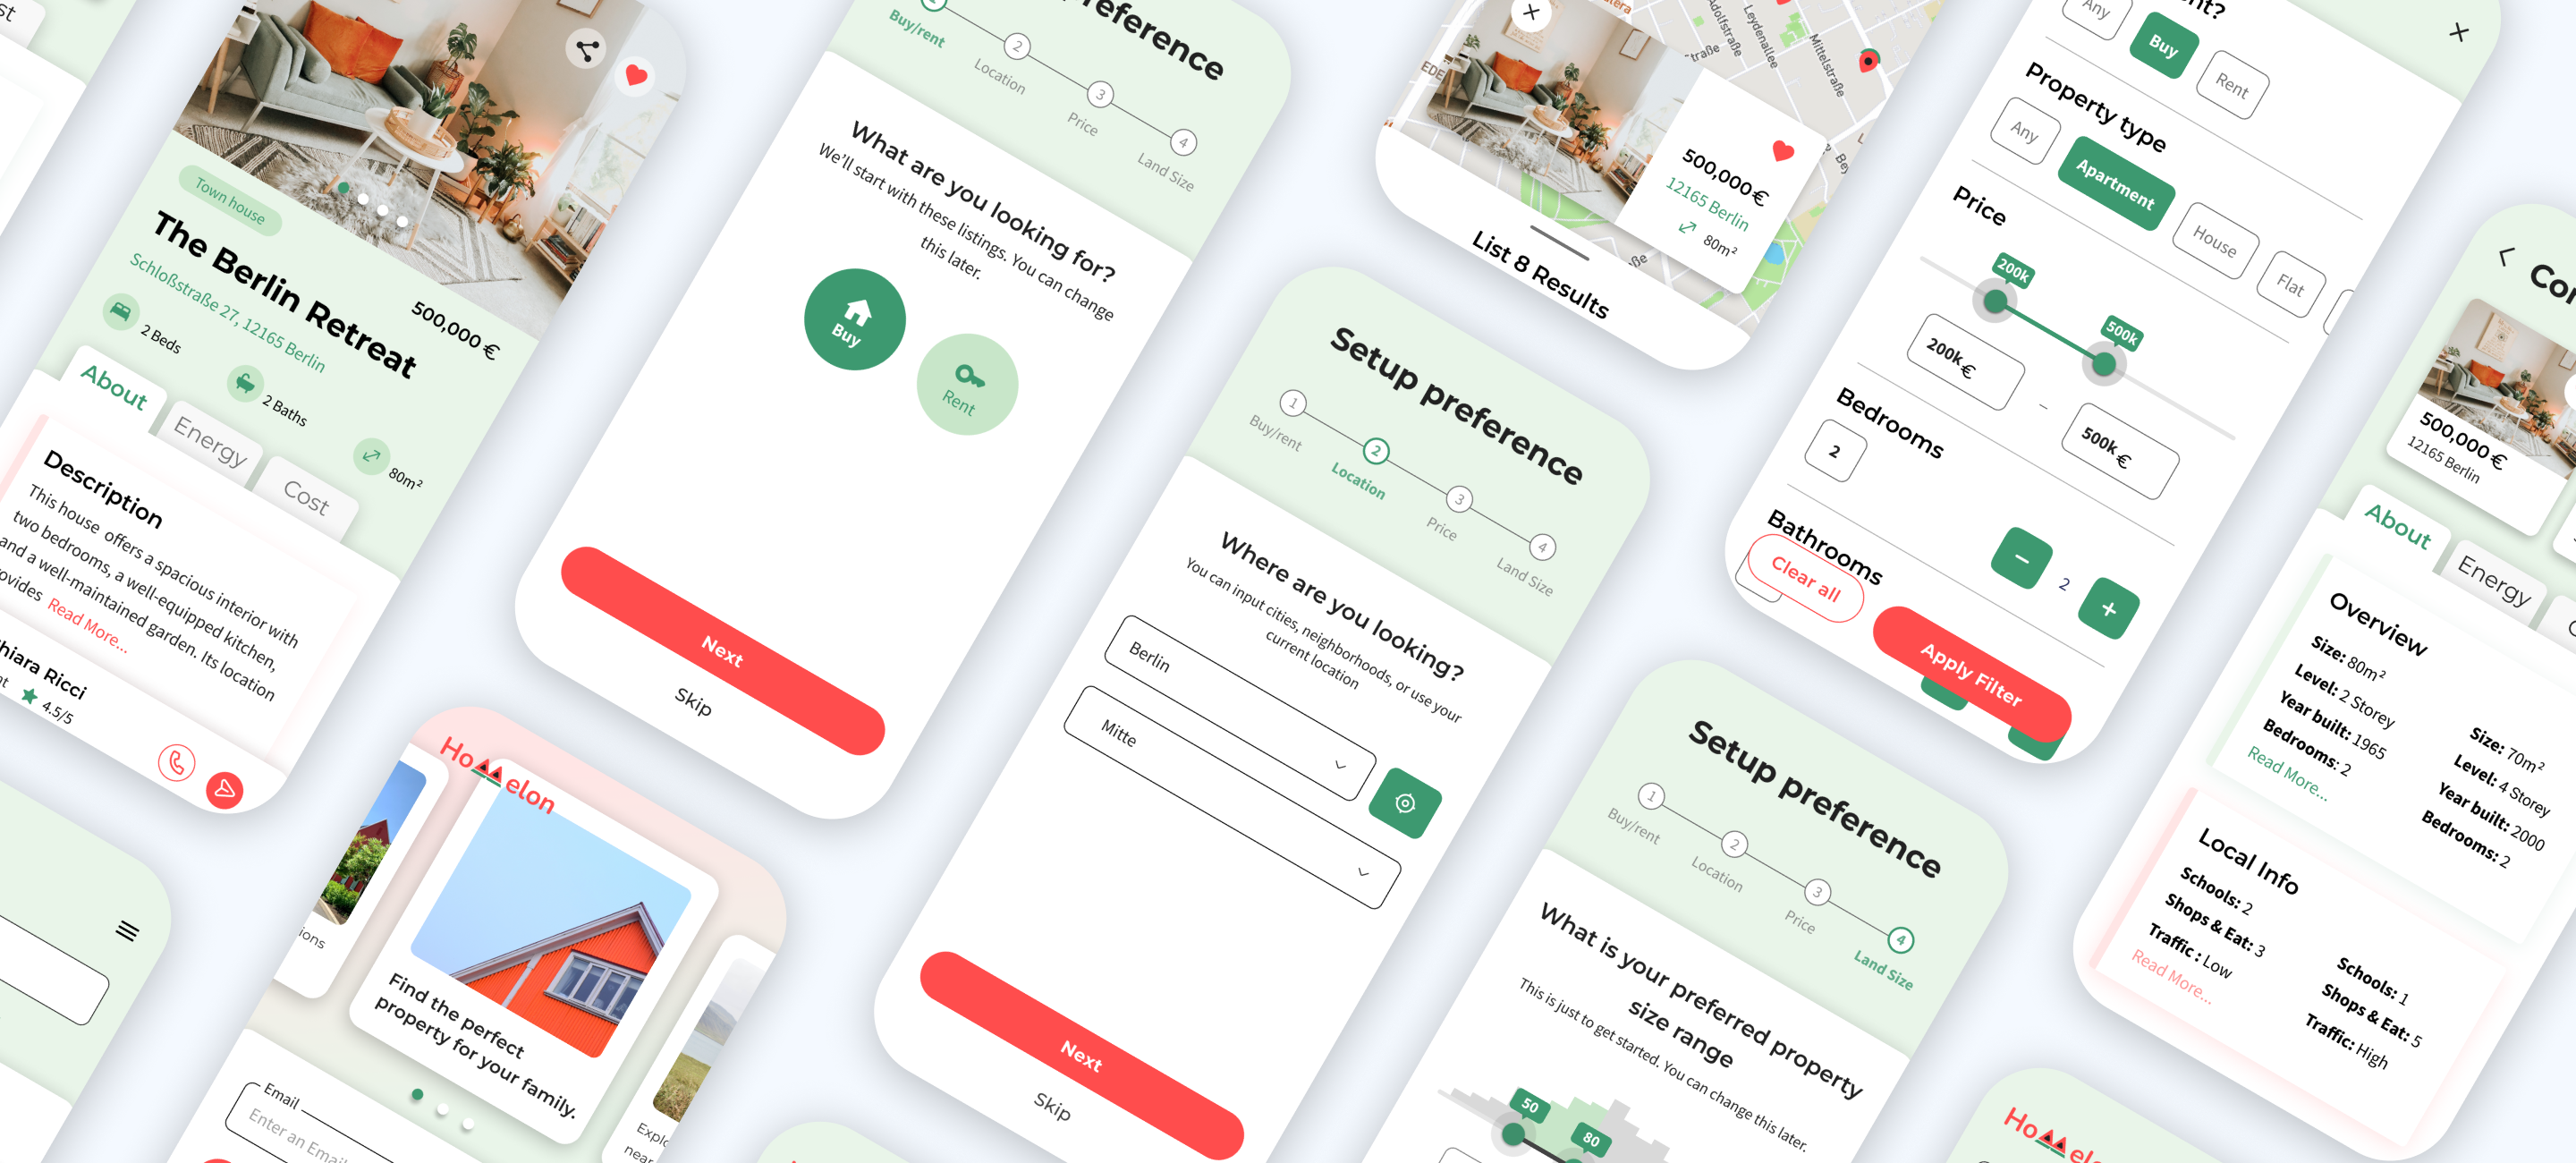 Town house
The Berlin Retreat
500,000 €
Schloßstraße 27, 12165 Berlin
2 Beds
2 Baths
80m²
About
Energy
Cost
Description
This house offers a spacious interior with
two bedrooms, a well-equipped kitchen,
and a well-maintained garden. Its location
Read More...
Ricci
4.5/5
Buy/rent
2
Location
3
Price
4
Land Size
What are you looking for?
We'll start with these listings. You can change
this later.
Buy
Rent
Next
Skip
Ho elon
Find the perfect
property for your family.
Email
Enter an Email
Setup preference
1
Buy/rent
2
Location
3
Price
4
Land Size
Where are you looking?
You can input cities, neighborhoods, or use your
current location
Berlin
Mitte
Next
Skip
Leydenallee
Mittelstraße
500,000€
12165 Berlin
80m²
List 8 Results
Setup preference
1
Buy/rent
2
Location
3
Price
4
Land Size
What is your preferred property
size range
This is just to get started. You can change this later.
50
80
Any
Buy
Rent
Property type
Any
Apartment
House
Flat
Price
200k
500k
200k €
-
500k €
Bedrooms
2
2
Bathrooms
Clear all
Apply Filter
500,000 €
12165 Berlin
About
Energy
Overview
Size: 80m²
Level: 2 Storey
Year built: 1965
Bedrooms: 2
Read More...
Size: 70m²
Level: 4 Storey
Year built: 2000
Bedrooms: 2
Local Info
Schools: 2
Shops & Eat: 3
Traffic : Low
Read More...
Schools: 1
Shops & Eat: 5
Traffic: High